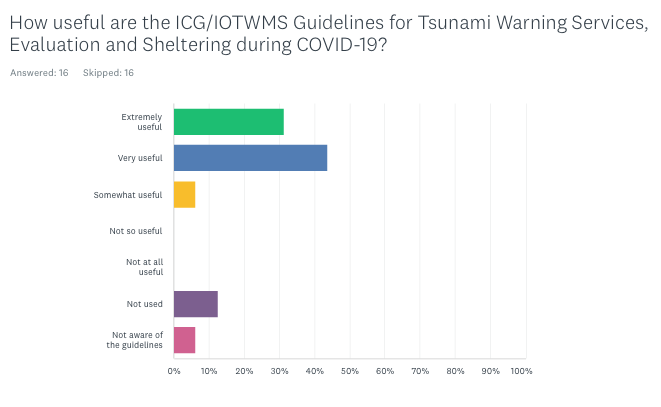 How useful are the ICG/IOTWMS Guidelines for Tsunami Warning Services,
Evaluation and Sheltering during COVID-19?
Answered: 16 Skipped: 16
Extremely
useful
Very useful
Somewhat useful
Not so useful
Not at all
useful
Not used
Not aware of
the guidelines
0% 10% 20% 30% 40% 50% 60% 70% 80% 90% 100%